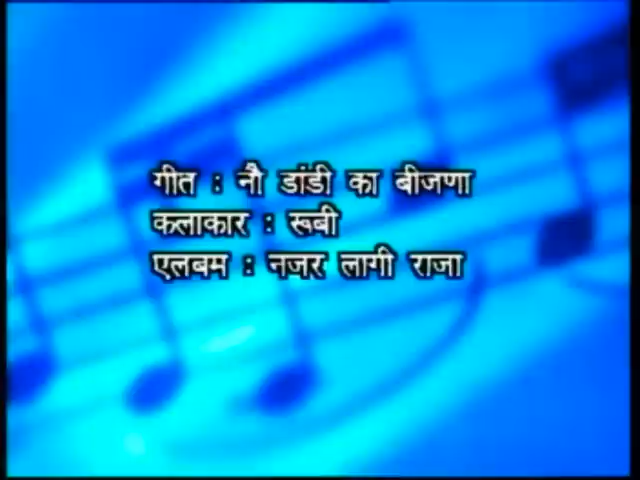 गीत : नौ डांडी का बीजणा
कलाकार : रूबी
एलबम : नजर लागी राजा